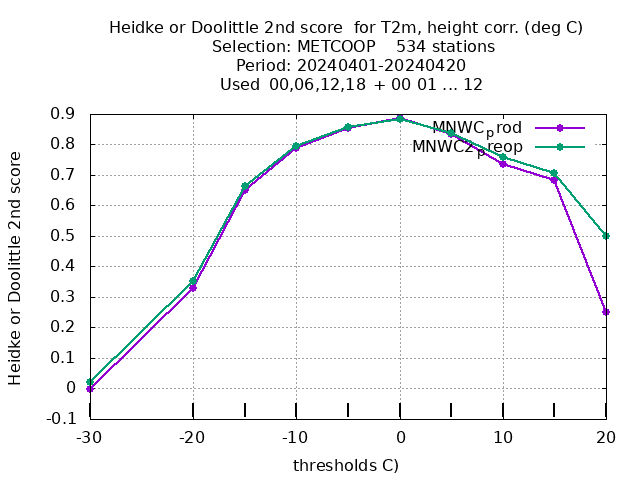 Heidke or Doolittle 2nd score  for T2m, height corr. (deg C)
Selection: METCOOP    534 stations
Period: 20240401-20240420
Used  00,06,12,18  + 00 01 ... 12
Heidke or Doolittle 2nd score
0.9
0.8
0.7
0.6
0.5
0.4
0.3
0.2
0.1
0
-0.1
MNWCprod
MNWC2preop
-30
-20
-10
0
10
20
thresholds C)